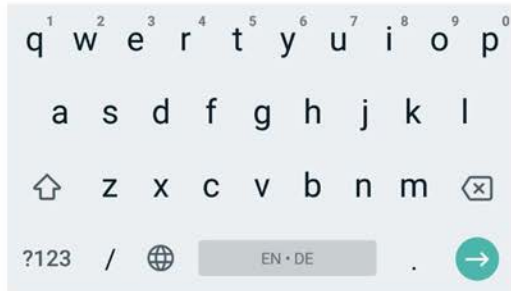 q 1 w 2 e 3 r 4 t 5 y 6 u 7 i 8 o 9 p 0
a s d f g h j k l
z x c v b n m
?123 / EN • DE .